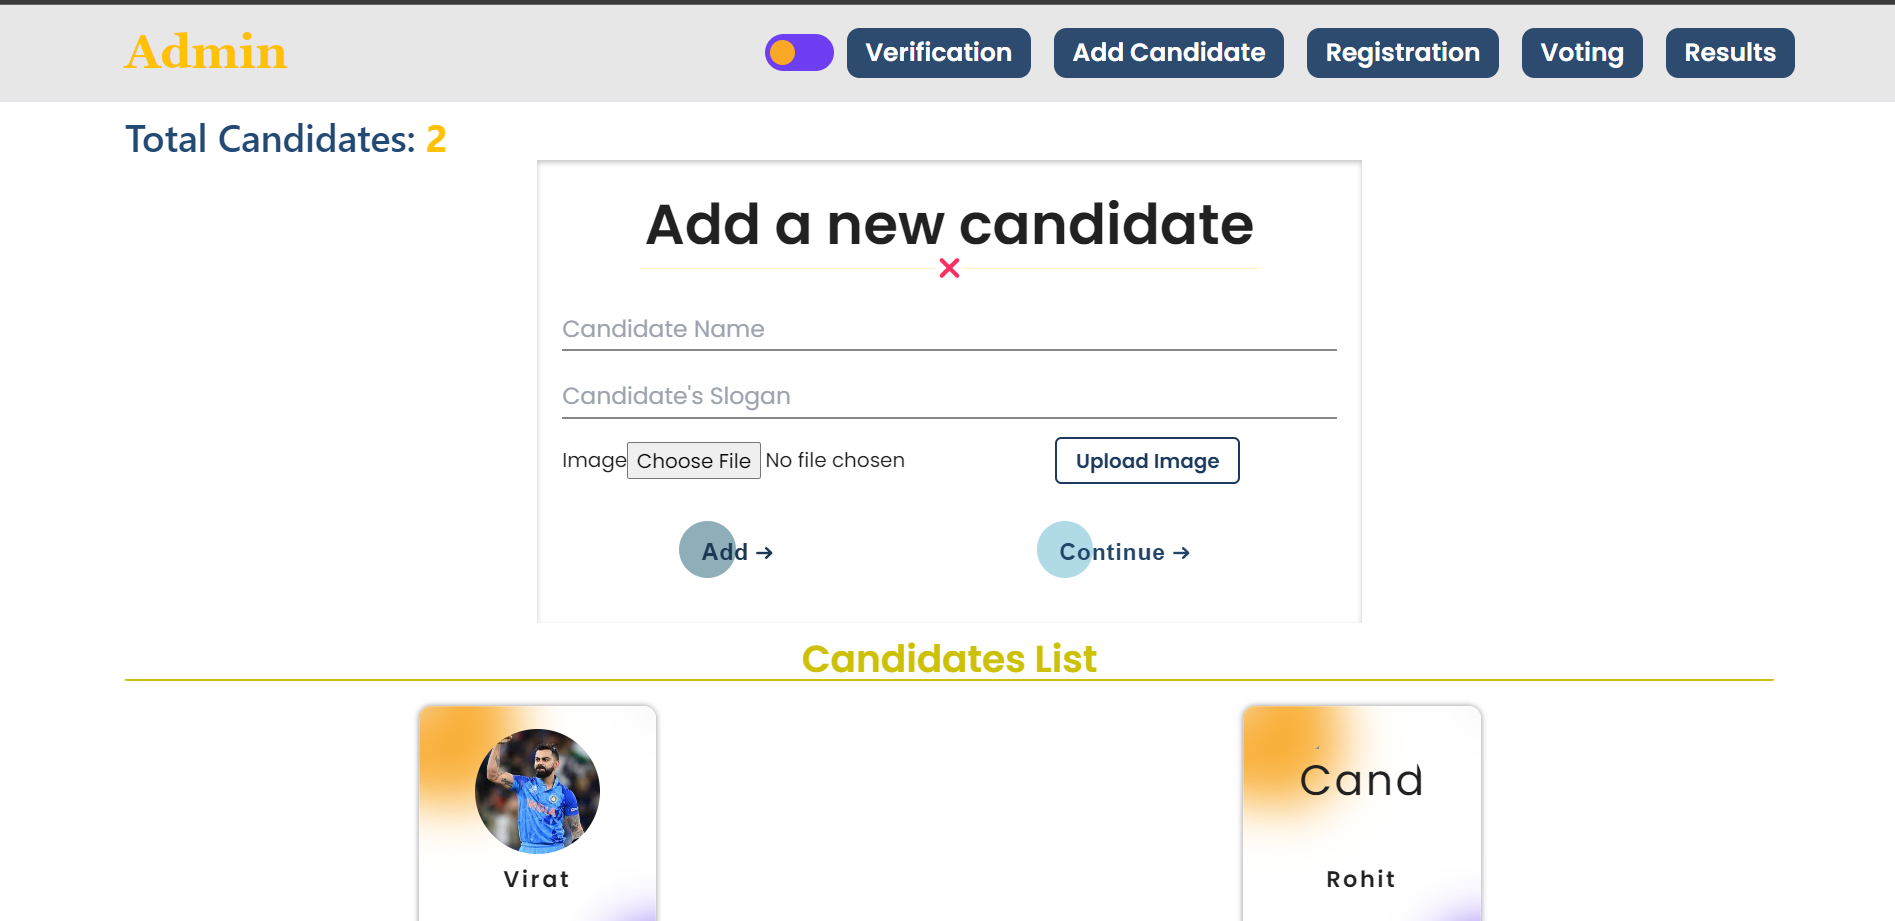 Admin
Verification
Add Candidate
Registration
Voting
Results
Total Candidates: 2
Add a new candidate
Candidate Name
Candidate's Slogan
Image Choose File No file chosen
Upload Image
Add →
Continue →
Candidates List
INDIA
Cand
Virat
Rohit